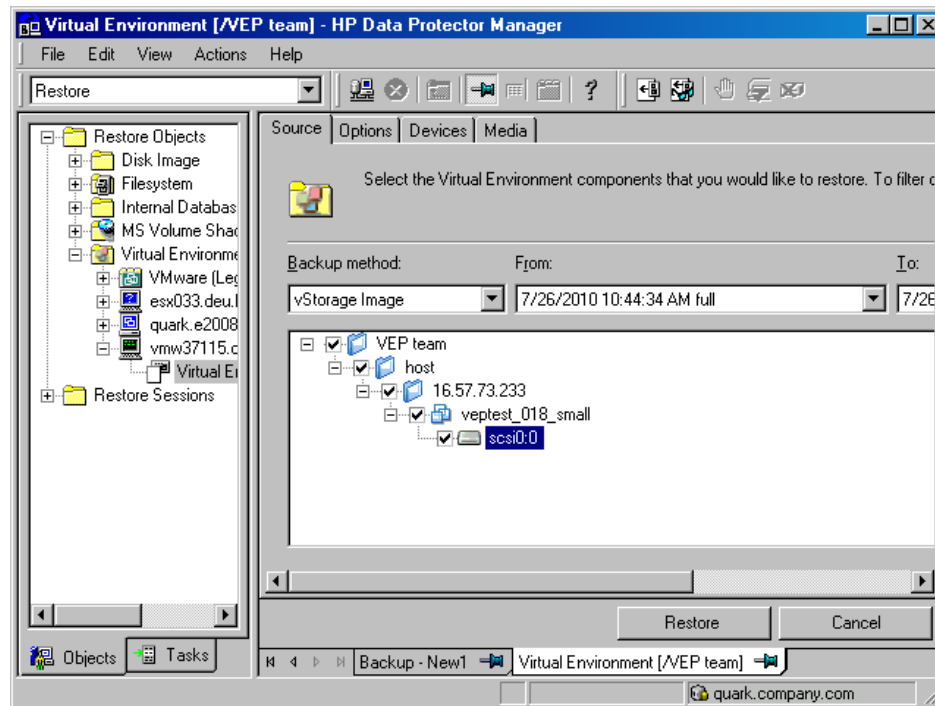 Virtual Environment [/VEP team] - HP Data Protector Manager
File Edit View Actions Help
Restore
Restore Objects
Disk Image
Filesystem
Internal Databas
MS Volume Shad
Virtual Environme
VMware (Leg
esx033.deu.l
quark.e2008
vmw37115.c
Virtual En
Restore Sessions
Objects Tasks
Source Options Devices Media
Select the Virtual Environment components that you would like to restore. To filter
Backup method: From: To:
vStorage Image 7/26/2010 10:44:34 AM full 7/26
VEP team
host
16.57.73.233
veptest_018_small
scsi0:0
Restore Cancel
Backup - New1 Virtual Environment [/VEP team]
quark.company.com